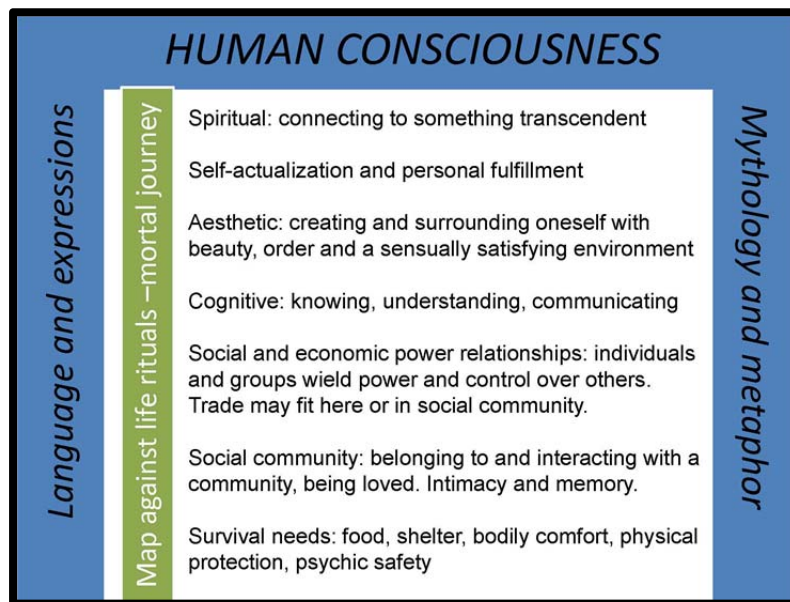 HUMAN CONSCIOUSNESS
Language and expressions
Map against life rituals –mortal journey
Spiritual: connecting to something transcendent
Self-actualization and personal fulfillment
Aesthetic: creating and surrounding oneself with
beauty, order and a sensually satisfying environment
Cognitive: knowing, understanding, communicating
Social and economic power relationships: individuals
and groups wield power and control over others.
Trade may fit here or in social community.
Social community: belonging to and interacting with a
community, being loved. Intimacy and memory.
Survival needs: food, shelter, bodily comfort, physical
protection, psychic safety
Mythology and metaphor